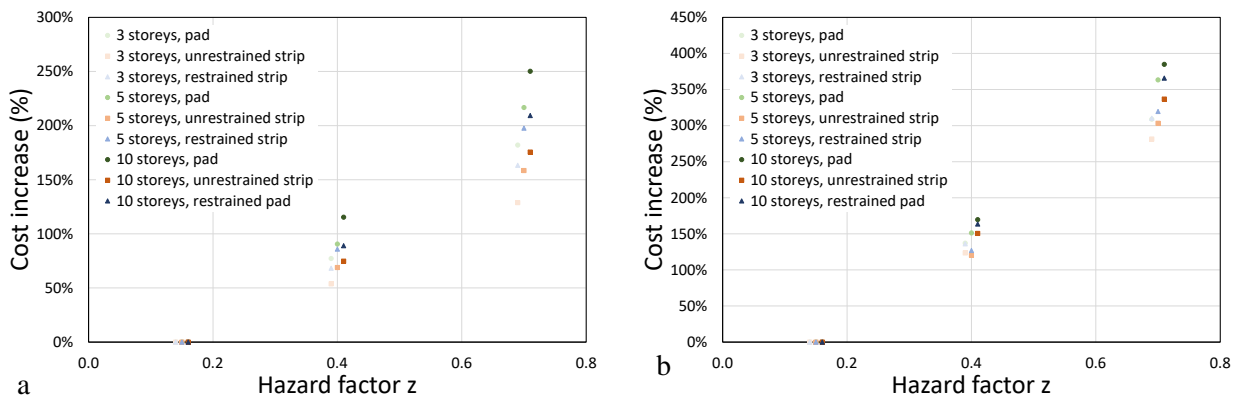 300%
250%
200%
150%
100%
50%
0%
Cost increase (%)
3 storeys, pad
3 storeys, unrestrained strip
3 storeys, restrained strip
5 storeys, pad
5 storeys, unrestrained strip
5 storeys, restrained strip
10 storeys, pad
10 storeys, unrestrained strip
10 storeys, restrained pad
0.0 0.2 0.4 0.6 0.8
Hazard factor z
a
450%
400%
350%
300%
250%
200%
150%
100%
50%
0%
Cost increase (%)
3 storeys, pad
3 storeys, unrestrained strip
3 storeys, restrained strip
5 storeys, pad
5 storeys, unrestrained strip
5 storeys, restrained strip
10 storeys, pad
10 storeys, unrestrained strip
10 storeys, restrained pad
0.0 0.2 0.4 0.6 0.8
Hazard factor z
b